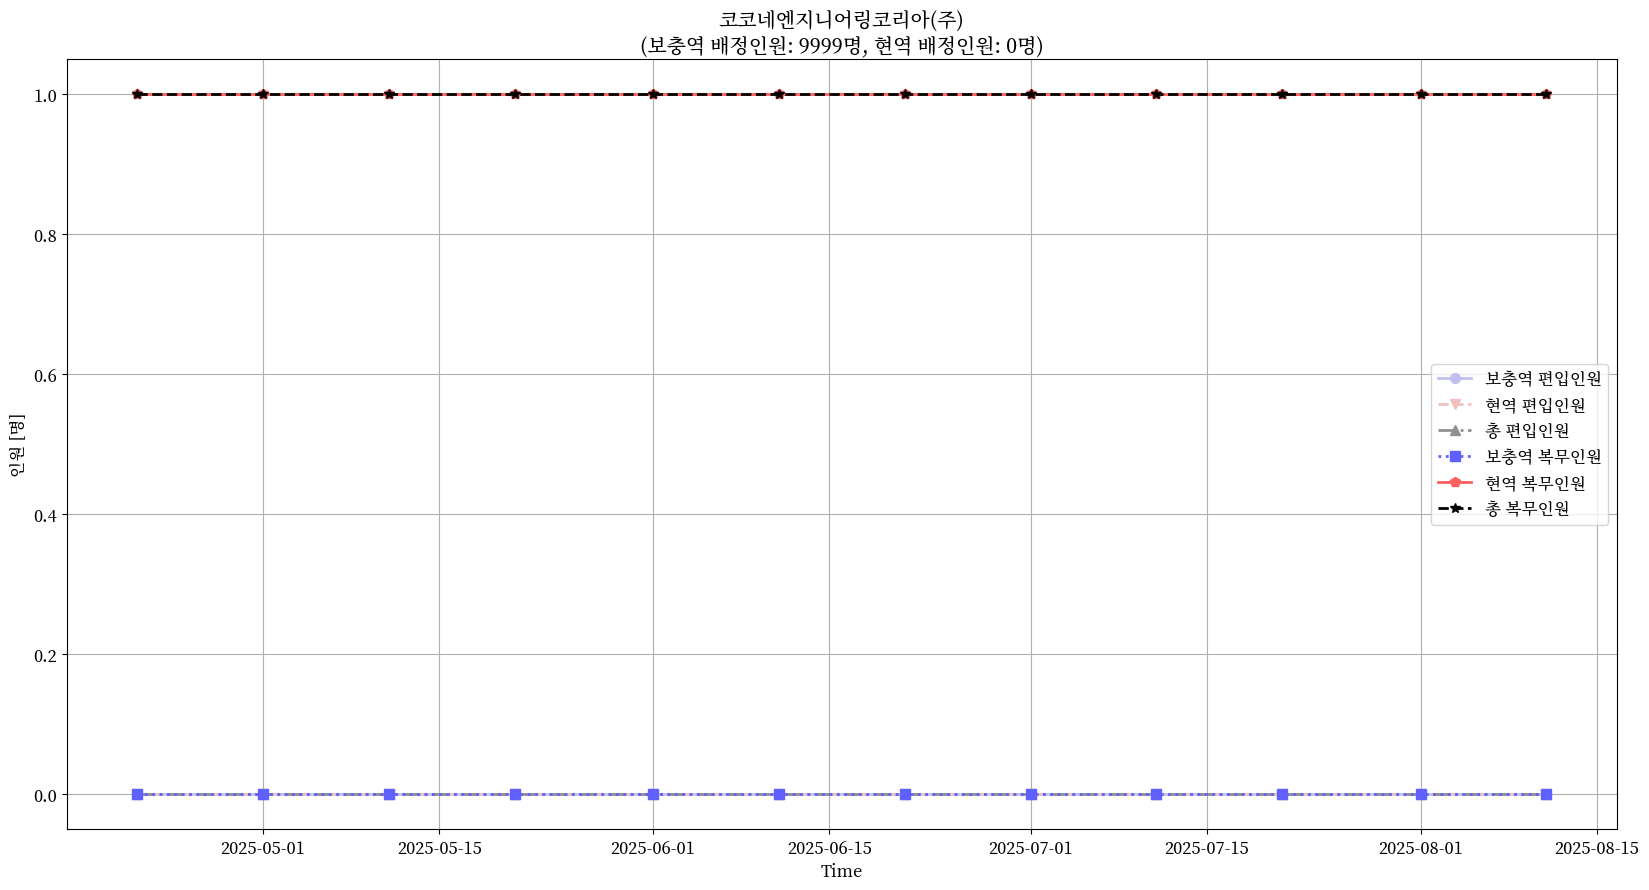 코코네엔지니어링코리아(주)
(보충역 배정인원: 9999명, 현역 배정인원: 0명)
인원 [명]
1.0
0.8
0.6
0.4
0.2
0.0
보충역 편입인원
현역 편입인원
총 편입인원
보충역 복무인원
현역 복무인원
총 복무인원
2025-05-01
2025-05-15
2025-06-01
2025-06-15
2025-07-01
2025-07-15
2025-08-01
2025-08-15
Time